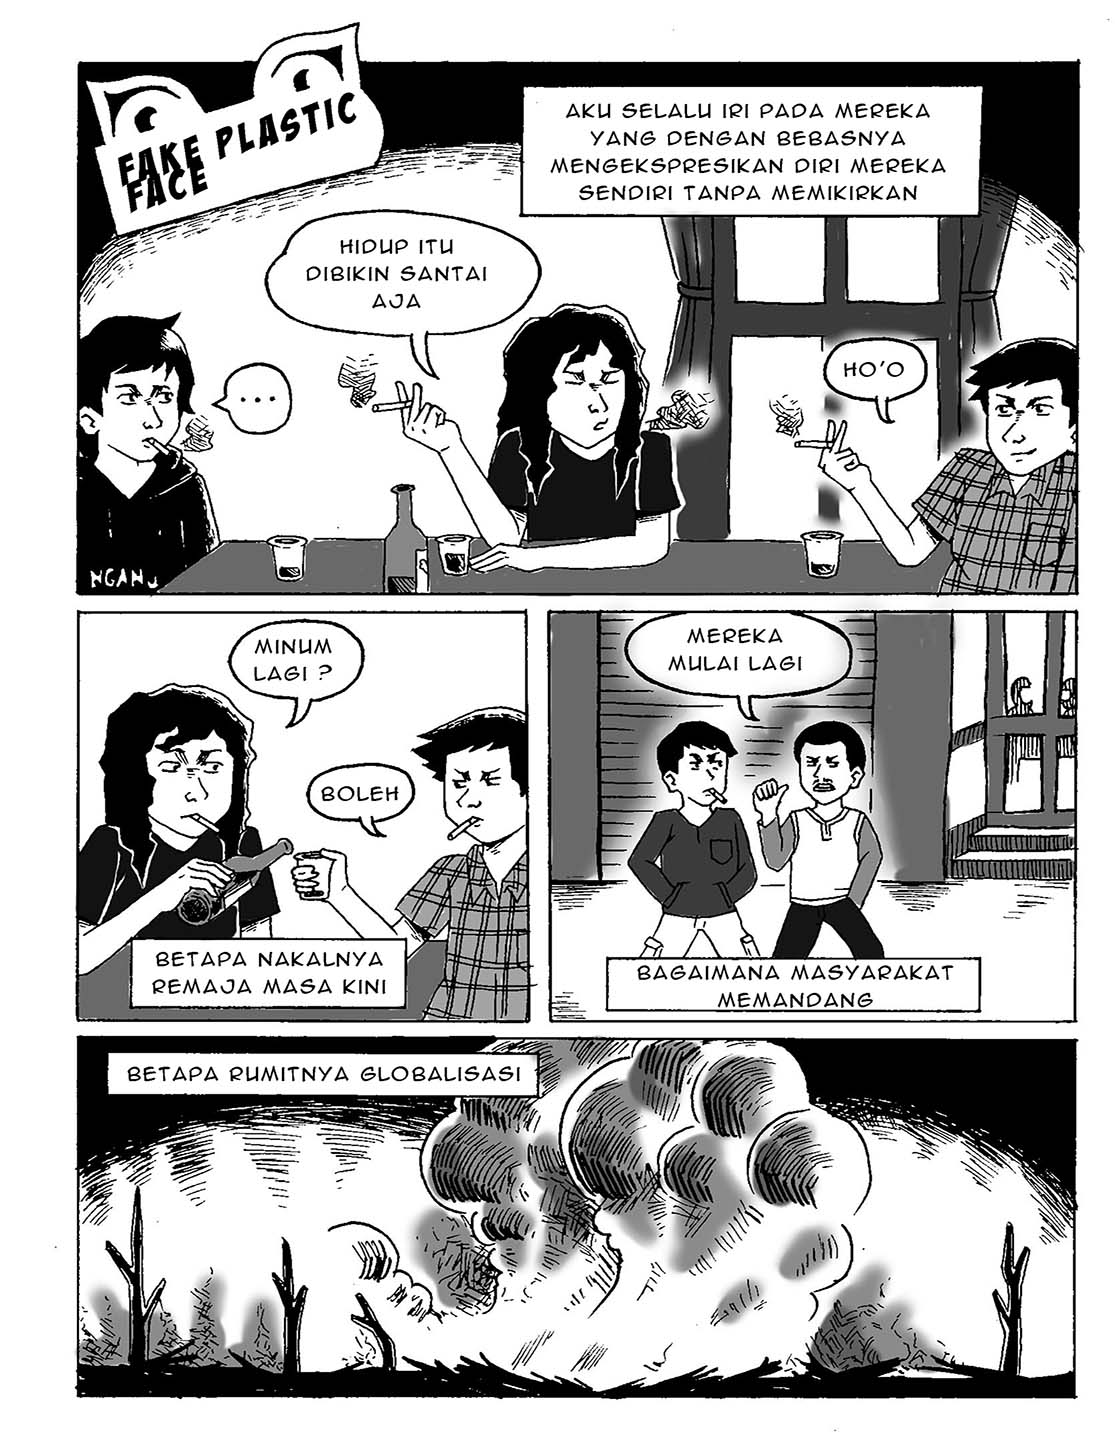 FAKE PLASTIC
FACE
AKU SELALU IRI PADA MEREKA
YANG DENGAN BEBASNYA
MENGEKSPRESIKAN DIRI MEREKA
SENDIRI TANPA MEMIKIRKAN
HIDUP ITU
DIBIKIN SANTAI
AJA
...
HO'O
NGANJ
MINUM
LAGI ?
BOLEH
BETAPA NAKALNYA
REMAJA MASA KINI
MEREKA
MULAI LAGI
BAGAIMANA MASYARAKAT
MEMANDANG
BETAPA RUMITNYA GLOBALISASI